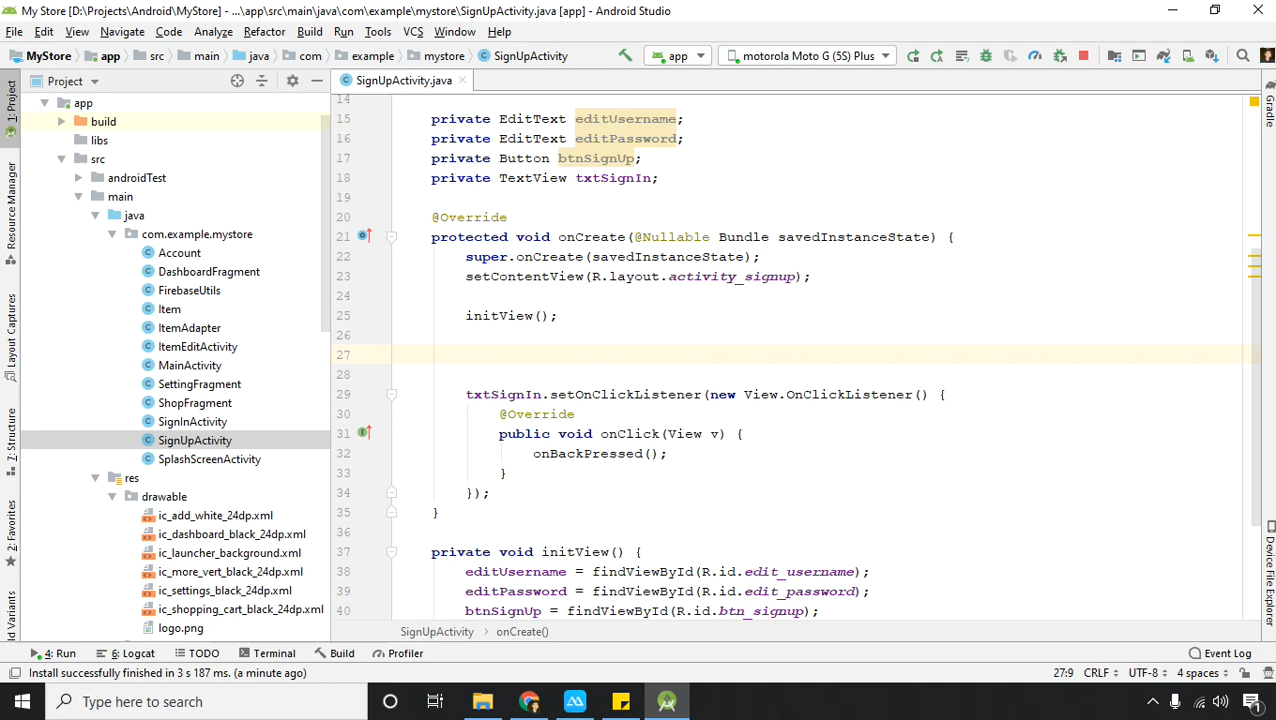 My Store [D:\Projects\Android\MyStore] - ...\app\src\main\java\com\example\mystore\SignUpActivity.java [app] - Android Studio
File Edit View Navigate Code Analyze Refactor Build Run Tools VCS Window Help
MyStore app src main java com example mystore SignUpActivity app motorola Moto G (5S) Plus
1: Project
Resource Manager
Layout Captures
7: Structure
2: Favorites
ld Variants
Project
app
build
libs
src
androidTest
main
java
com.example.mystore
Account
DashboardFragment
FirebaseUtils
Item
ItemAdapter
ItemEditActivity
MainActivity
SettingFragment
ShopFragment
SignInActivity
SignUpActivity
SplashScreenActivity
res
drawable
ic_add_white_24dp.xml
ic_dashboard_black_24dp.xml
ic_launcher_background.xml
ic_more_vert_black_24dp.xml
ic_settings_black_24dp.xml
ic_shopping_cart_black_24dp.xml
logo.png
SignUpActivity.java
14
15 private EditText editUsername;
16 private EditText editPassword;
17 private Button btnSignUp;
18 private TextView txtSignIn;
19
20 @Override
21 protected void onCreate(@Nullable Bundle savedInstanceState) {
22 super.onCreate(savedInstanceState);
23 setContentView(R.layout.activity_signup);
24
25 initView();
26
27
28
29 txtSignIn.setOnClickListener(new View.OnClickListener() {
30 @Override
31 public void onClick(View v) {
32 onBackPressed();
33 }
34 });
35 }
36
37 private void initView() {
38 editUsername = findViewById(R.id.edit_username);
39 editPassword = findViewById(R.id.edit_password);
40 btnSignUp = findViewById(R.id.btn_signup);
SignUpActivity onCreate()
Gradle
Device File Explorer
4: Run 6: Logcat TODO Terminal Build Profiler Event Log
Install successfully finished in 3 s 187 ms. (a minute ago) 27:9 CRLF UTF-8 4 spaces
Type here to search
1